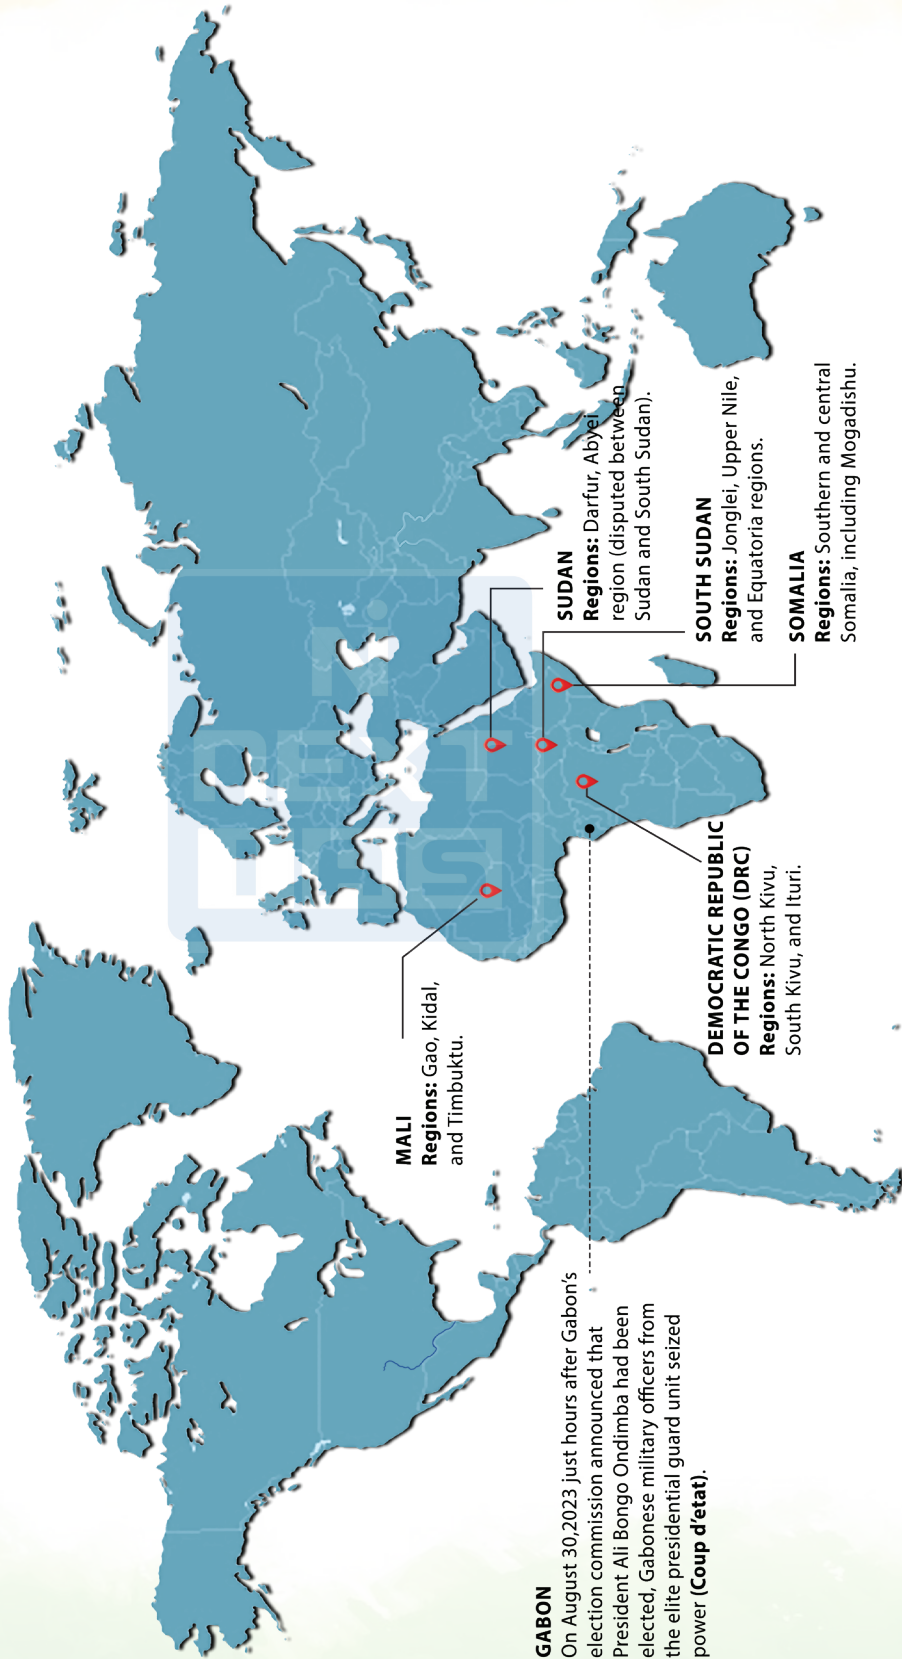 MALI
Regions: Gao, Kidal,
and Timbuktu.
SUDAN
Regions: Darfur, Abyei
region (disputed between
Sudan and South Sudan).
SOUTH SUDAN
Regions: Jonglei, Upper Nile,
and Equatoria regions.
SOMALIA
Regions: Southern and central
Somalia, including Mogadishu.
DEMOCRATIC REPUBLIC
OF THE CONGO (DRC)
Regions: North Kivu,
South Kivu, and Ituri.
GABON
On August 30,2023 just hours after Gabon’s
election commission announced that
President Ali Bongo Ondimba had been
elected, Gabonese military officers from
the elite presidential guard unit seized
power (Coup d’etat).
NEXT
IAS